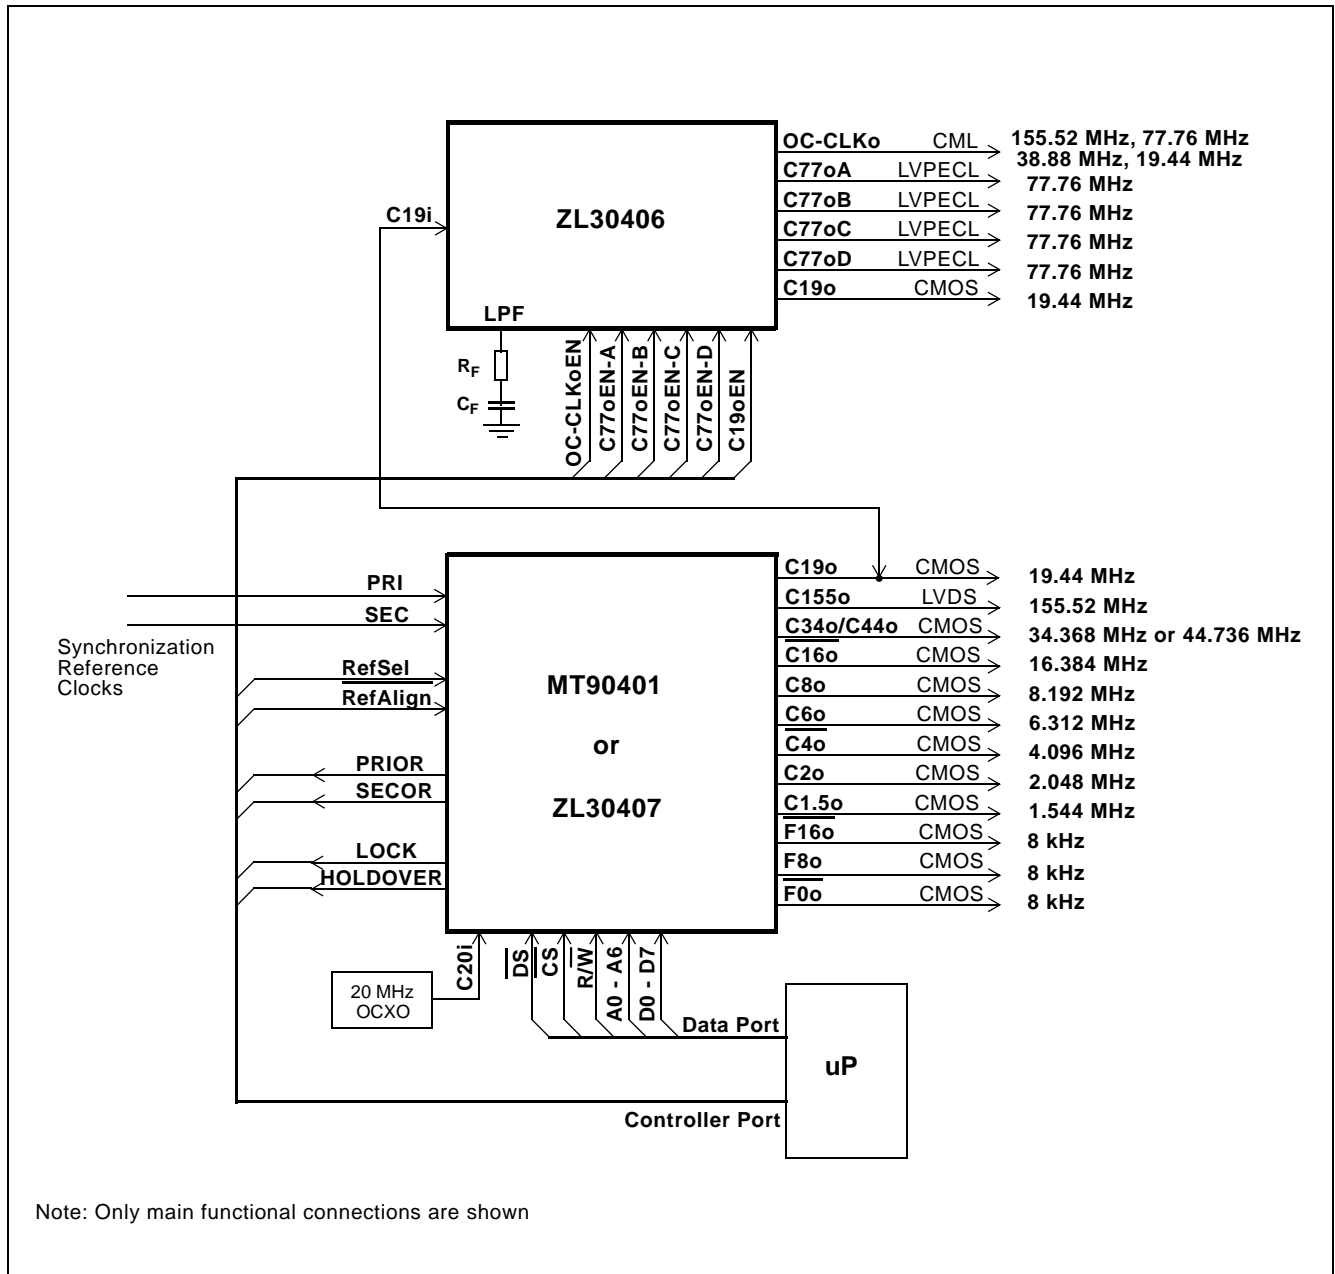 OC-CLKo CML 155.52 MHz, 77.76 MHz
38.88 MHz, 19.44 MHz
C77oA LVPECL 77.76 MHz
C77oB LVPECL 77.76 MHz
C77oC LVPECL 77.76 MHz
C77oD LVPECL 77.76 MHz
C19o CMOS 19.44 MHz
C19i
ZL30406
LPF
RF
CF
OC-CLKoEN
C77oEN-A
C77oEN-B
C77oEN-C
C77oEN-D
C19oEN
PRI
SEC
Synchronization
Reference
Clocks
RefSel
RefAlign
PRIOR
SECOR
LOCK
HOLDOVER
MT90401
or
ZL30407
C19o CMOS 19.44 MHz
C155o LVDS 155.52 MHz
C34o/C44o CMOS 34.368 MHz or 44.736 MHz
C16o CMOS 16.384 MHz
C8o CMOS 8.192 MHz
C6o CMOS 6.312 MHz
C4o CMOS 4.096 MHz
C2o CMOS 2.048 MHz
C1.5o CMOS 1.544 MHz
F16o CMOS 8 kHz
F8o CMOS 8 kHz
F0o CMOS 8 kHz
C20i
DS
CS
R/W
A0 - A6
D0 - D7
20 MHz
OCXO
Data Port
uP
Controller Port
Note: Only main functional connections are shown